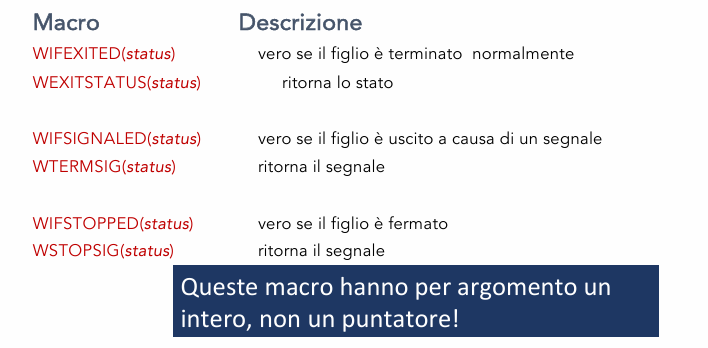 Macro Descrizione
WIFEXITED(status) vero se il figlio è terminato normalmente
WEXITSTATUS(status) ritorna lo stato
WIFSIGNALED(status) vero se il figlio è uscito a causa di un segnale
WTERMSIG(status) ritorna il segnale
WIFSTOPPED(status) vero se il figlio è fermato
WSTOPSIG(status) ritorna il segnale
Queste macro hanno per argomento un
intero, non un puntatore!